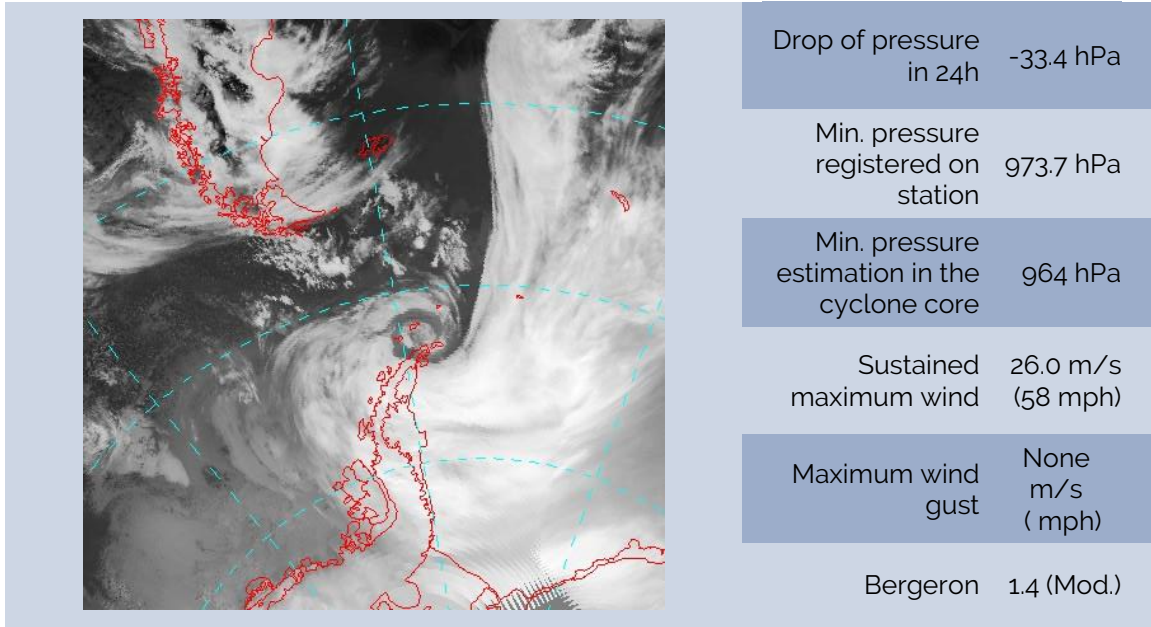 Drop of pressure
in 24h
-33.4 hPa
Min. pressure
registered on
station
973.7 hPa
Min. pressure
estimation in the
cyclone core
964 hPa
Sustained
maximum wind
26.0 m/s
(58 mph)
Maximum wind
gust
None
m/s
( mph)
Bergeron
1.4 (Mod.)